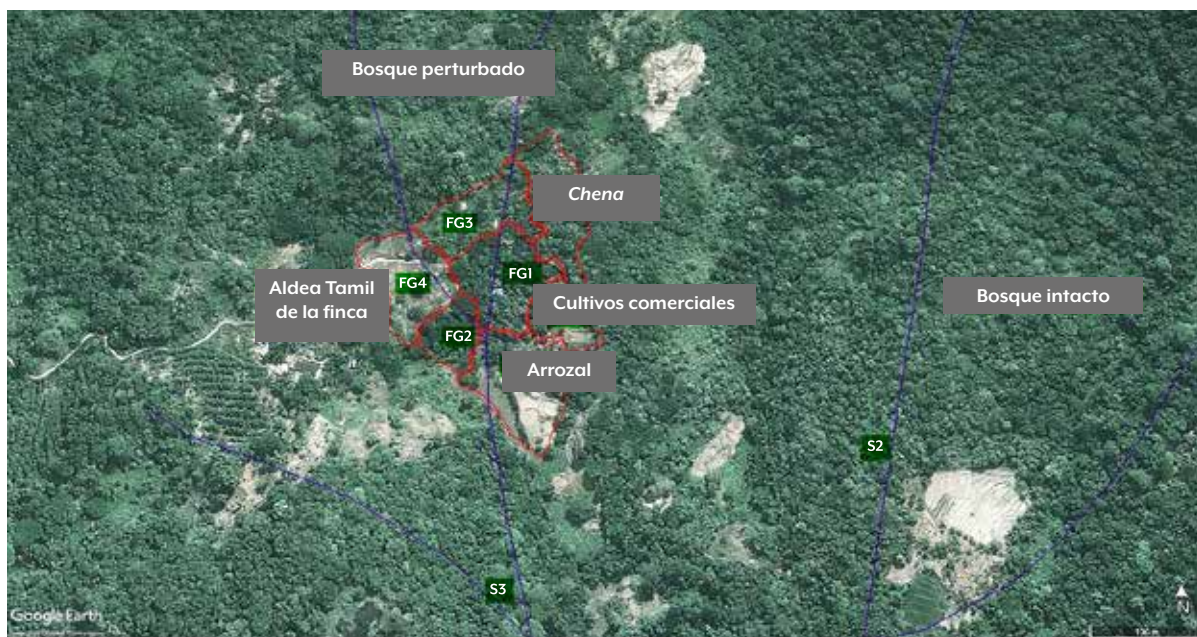 Bosque perturbado
Chena
FG3
FG1
FG4
Aldea Tamil
de la finca
Cultivos comerciales
Bosque intacto
FG2
Arrozal
S2
S3
Google Earth
N